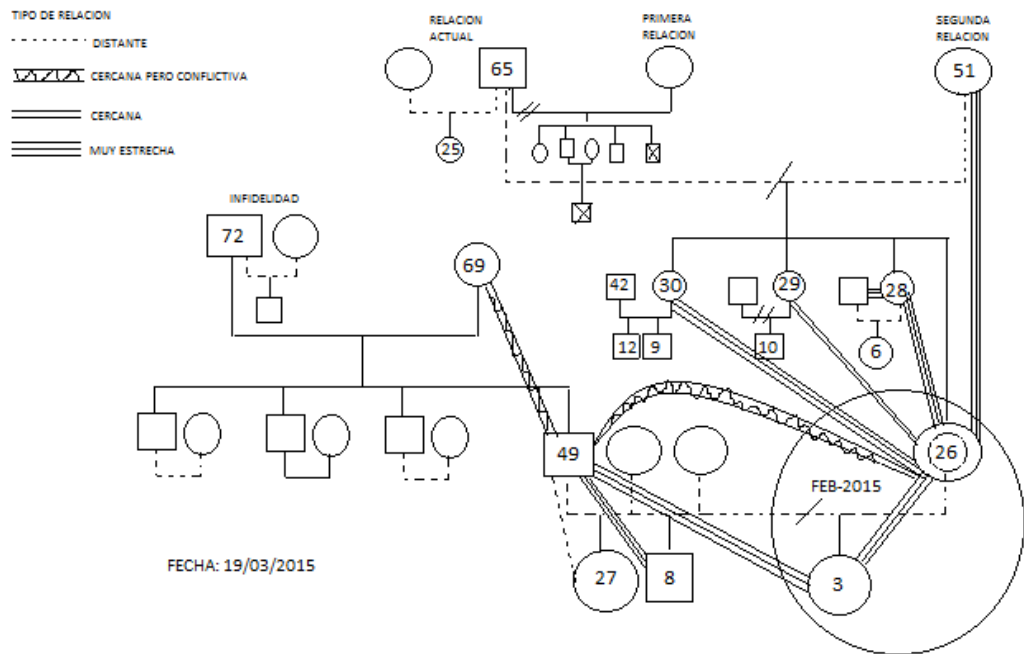 TIPO DE RELACION
DISTANTE
CERCANA PERO CONFLICTIVA
CERCANA
MUY ESTRECHA
RELACION
ACTUAL
PRIMERA
RELACION
SEGUNDA
RELACION
65
51
25
INFIDELIDAD
72
69
42
30
29
28
12
9
10
6
49
26
FEB-2015
27
8
3
FECHA: 19/03/2015